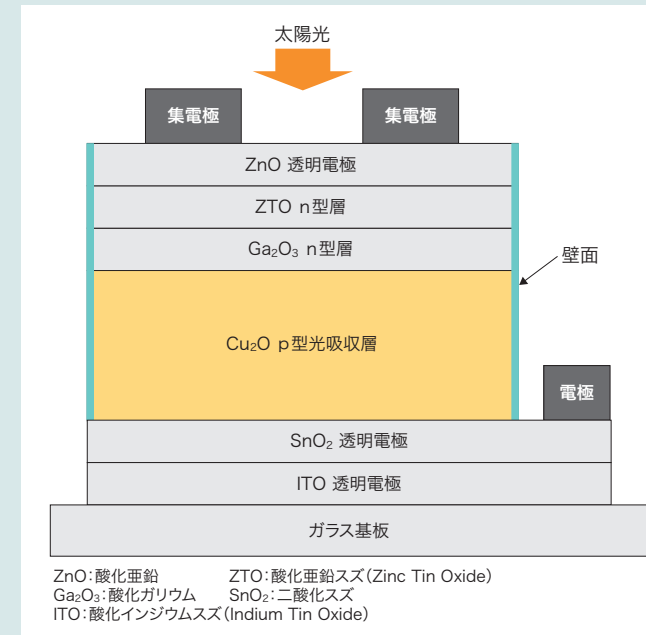 太陽光
集電極 集電極
ZnO 透明電極
ZTO n型層
Ga₂O₃ n型層
壁面
Cu₂O p型光吸収層
電極
SnO₂ 透明電極
ITO 透明電極
ガラス基板
ZnO：酸化亜鉛 ZTO：酸化亜鉛スズ（Zinc Tin Oxide）
Ga₂O₃：酸化ガリウム SnO₂：二酸化スズ
ITO：酸化インジウムスズ（Indium Tin Oxide）